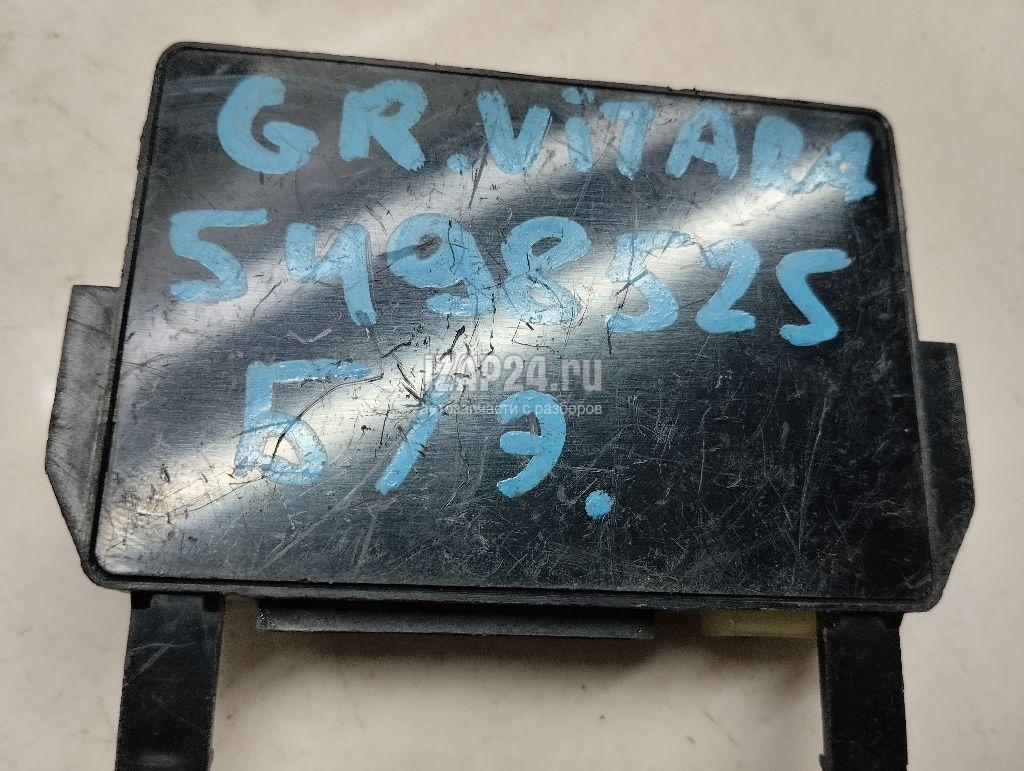 GR.ViTARA
5498525
Б/Э.
iZAP24.ru
автозапчасти с разборов